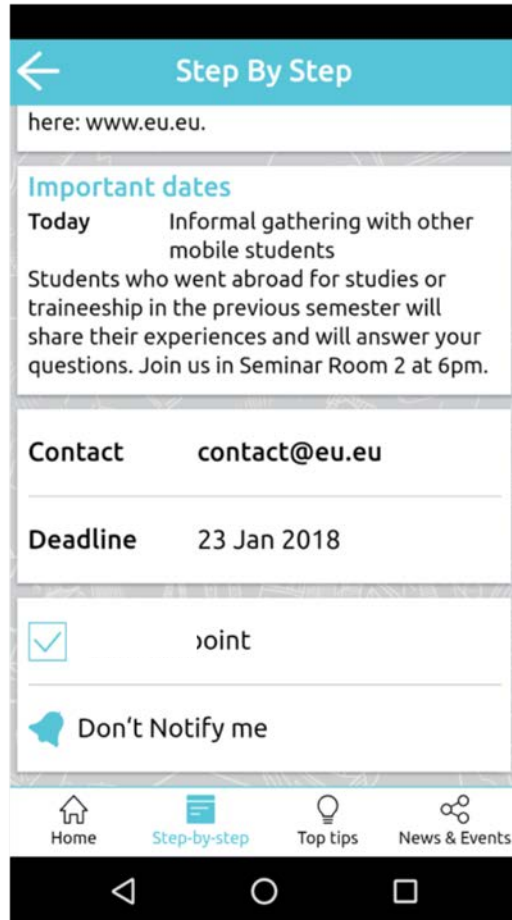 Step By Step
here: www.eu.eu.
Important dates
Today Informal gathering with other
mobile students
Students who went abroad for studies or
traineeship in the previous semester will
share their experiences and will answer your
questions. Join us in Seminar Room 2 at 6pm.
Contact contact@eu.eu
Deadline 23 Jan 2018
Don't Notify me
Home Step-by-step Top tips News & Events